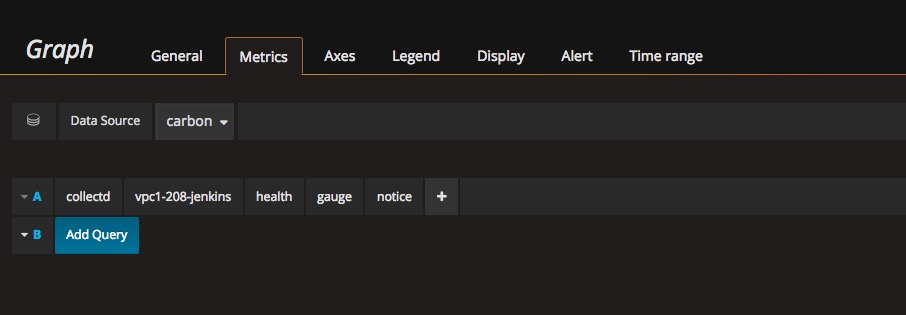 Graph General Metrics Axes Legend Display Alert Time range
Data Source carbon
A collectd vpc1-208-jenkins health gauge notice +
B Add Query